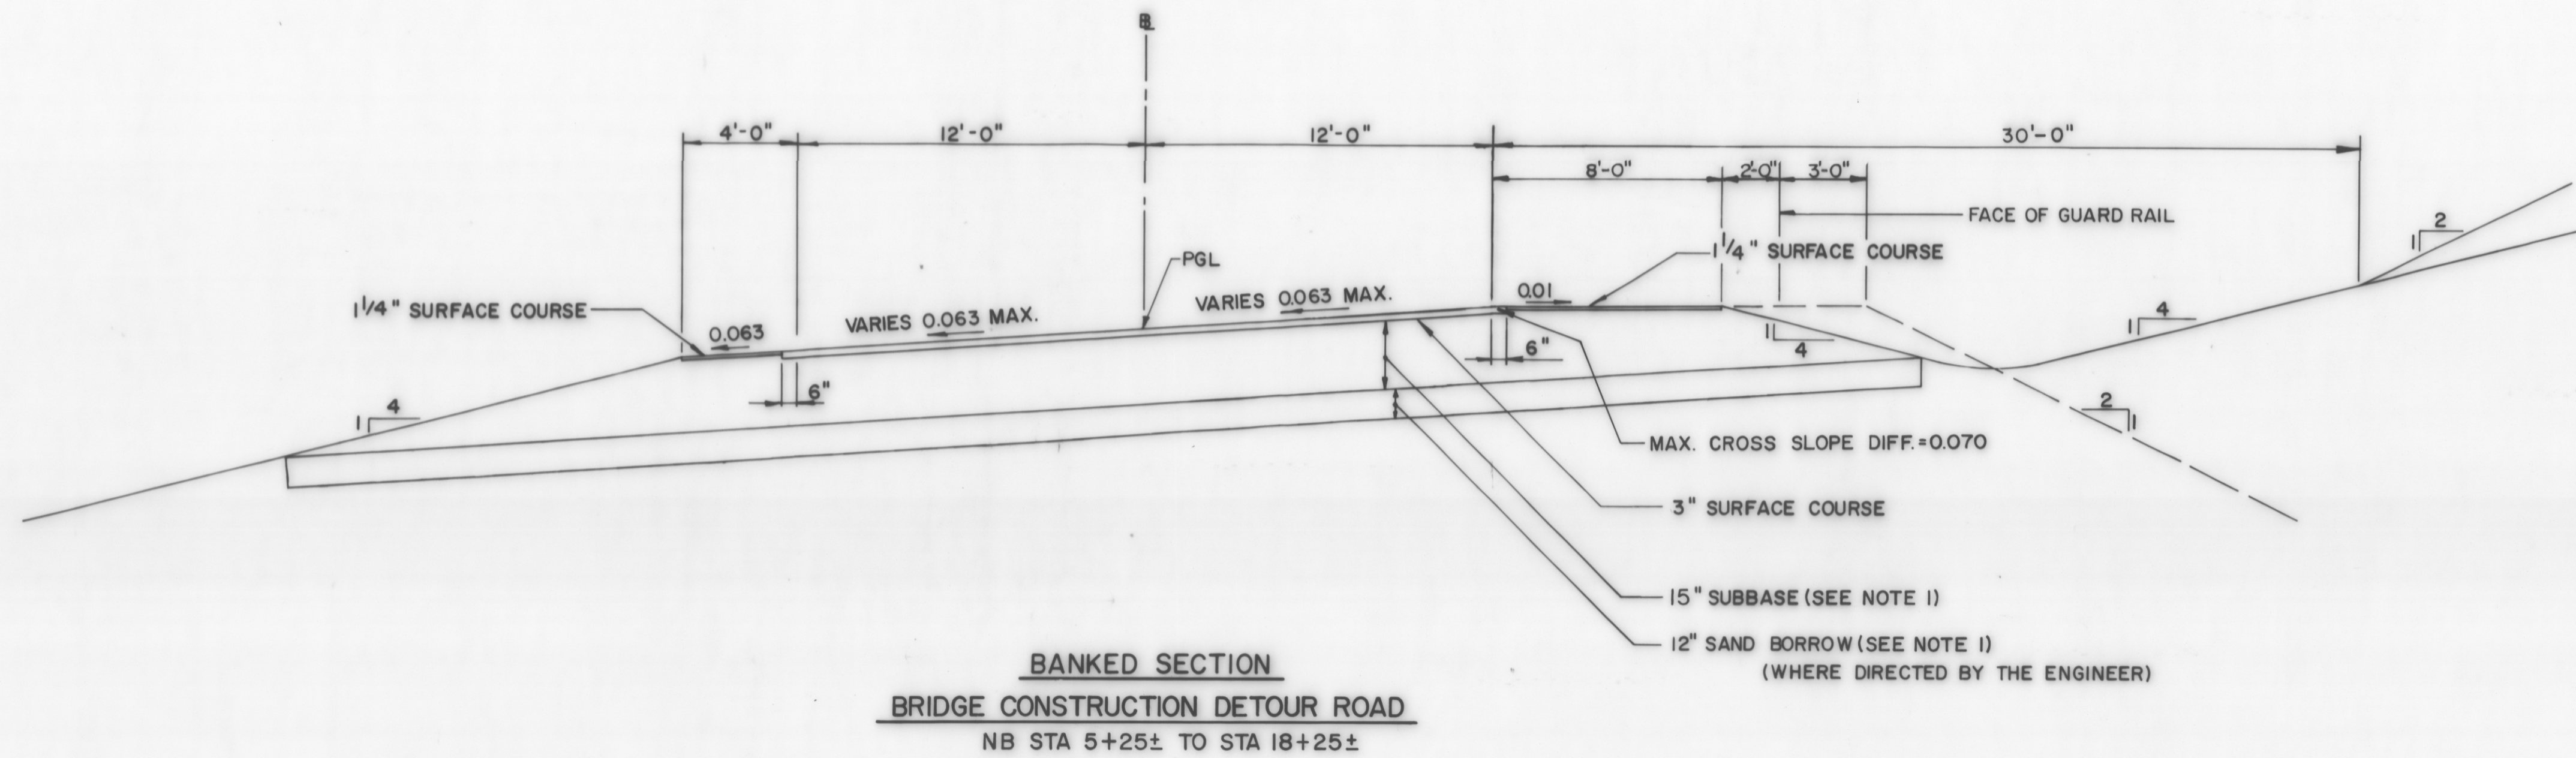 BL
4'-0"
12'-0"
12'-0"
30'-0"
8'-0"
2'-0"
3'-0"
FACE OF GUARD RAIL
2
1
1 1/4" SURFACE COURSE
PGL
1 1/4" SURFACE COURSE
0.063
VARIES 0.063 MAX.
VARIES 0.063 MAX.
0.01
1
4
1
4
6"
6"
1
4
2
1
MAX. CROSS SLOPE DIFF.=0.070
3" SURFACE COURSE
15" SUBBASE (SEE NOTE 1)
12" SAND BORROW (SEE NOTE 1)
(WHERE DIRECTED BY THE ENGINEER)
BANKED SECTION
BRIDGE CONSTRUCTION DETOUR ROAD
NB STA 5+25± TO STA 18+25±